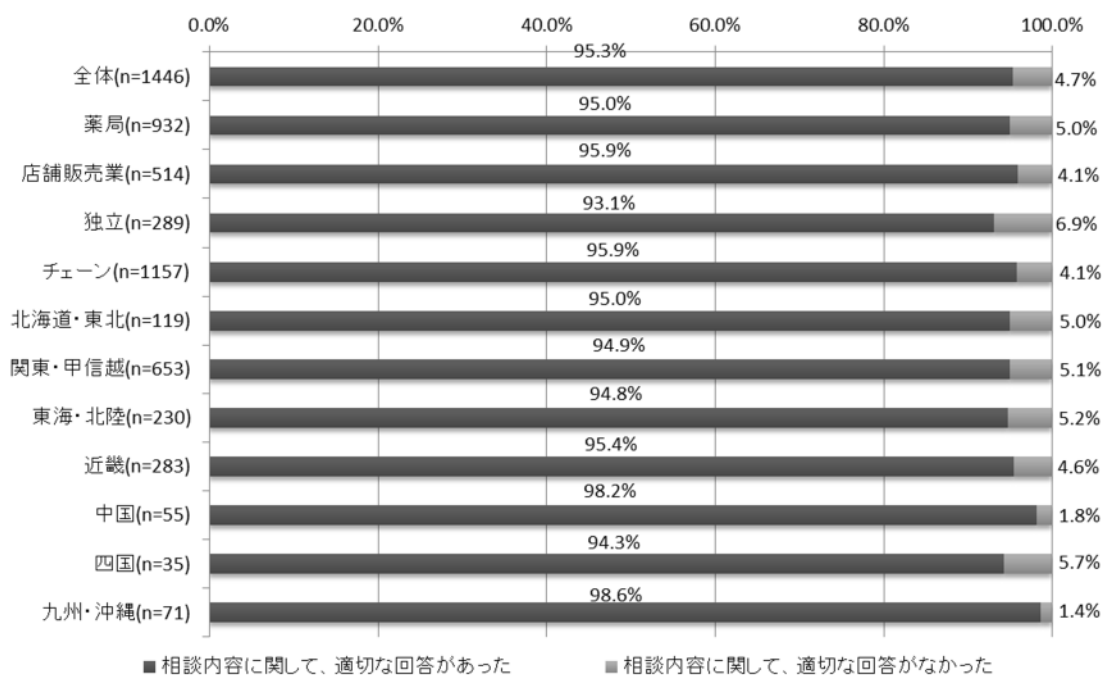 0.0% 20.0% 40.0% 60.0% 80.0% 100.0%
95.3%
全体(n=1446) 4.7%
95.0%
薬局(n=932) 5.0%
95.9%
店舗販売業(n=514) 4.1%
93.1%
独立(n=289) 6.9%
95.9%
チェーン(n=1157) 4.1%
95.0%
北海道・東北(n=119) 5.0%
94.9%
関東・甲信越(n=653) 5.1%
94.8%
東海・北陸(n=230) 5.2%
95.4%
近畿(n=283) 4.6%
98.2%
中国(n=55) 1.8%
94.3%
四国(n=35) 5.7%
98.6%
九州・沖縄(n=71) 1.4%
相談内容に関して、適切な回答があった 相談内容に関して、適切な回答がなかった